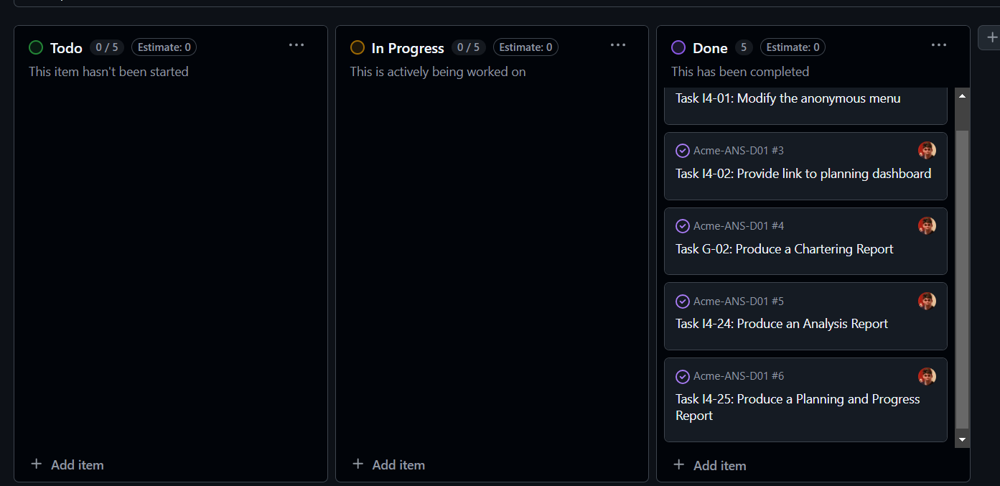 Todo 0 / 5 Estimate: 0
This item hasn't been started
Add item
In Progress 0 / 5 Estimate: 0
This is actively being worked on
Add item
Done 5 Estimate: 0
This has been completed
Task I4-01: Modify the anonymous menu
Acme-ANS-D01 #3
Task I4-02: Provide link to planning dashboard
Acme-ANS-D01 #4
Task G-02: Produce a Chartering Report
Acme-ANS-D01 #5
Task I4-24: Produce an Analysis Report
Acme-ANS-D01 #6
Task I4-25: Produce a Planning and Progress
Report
Add item